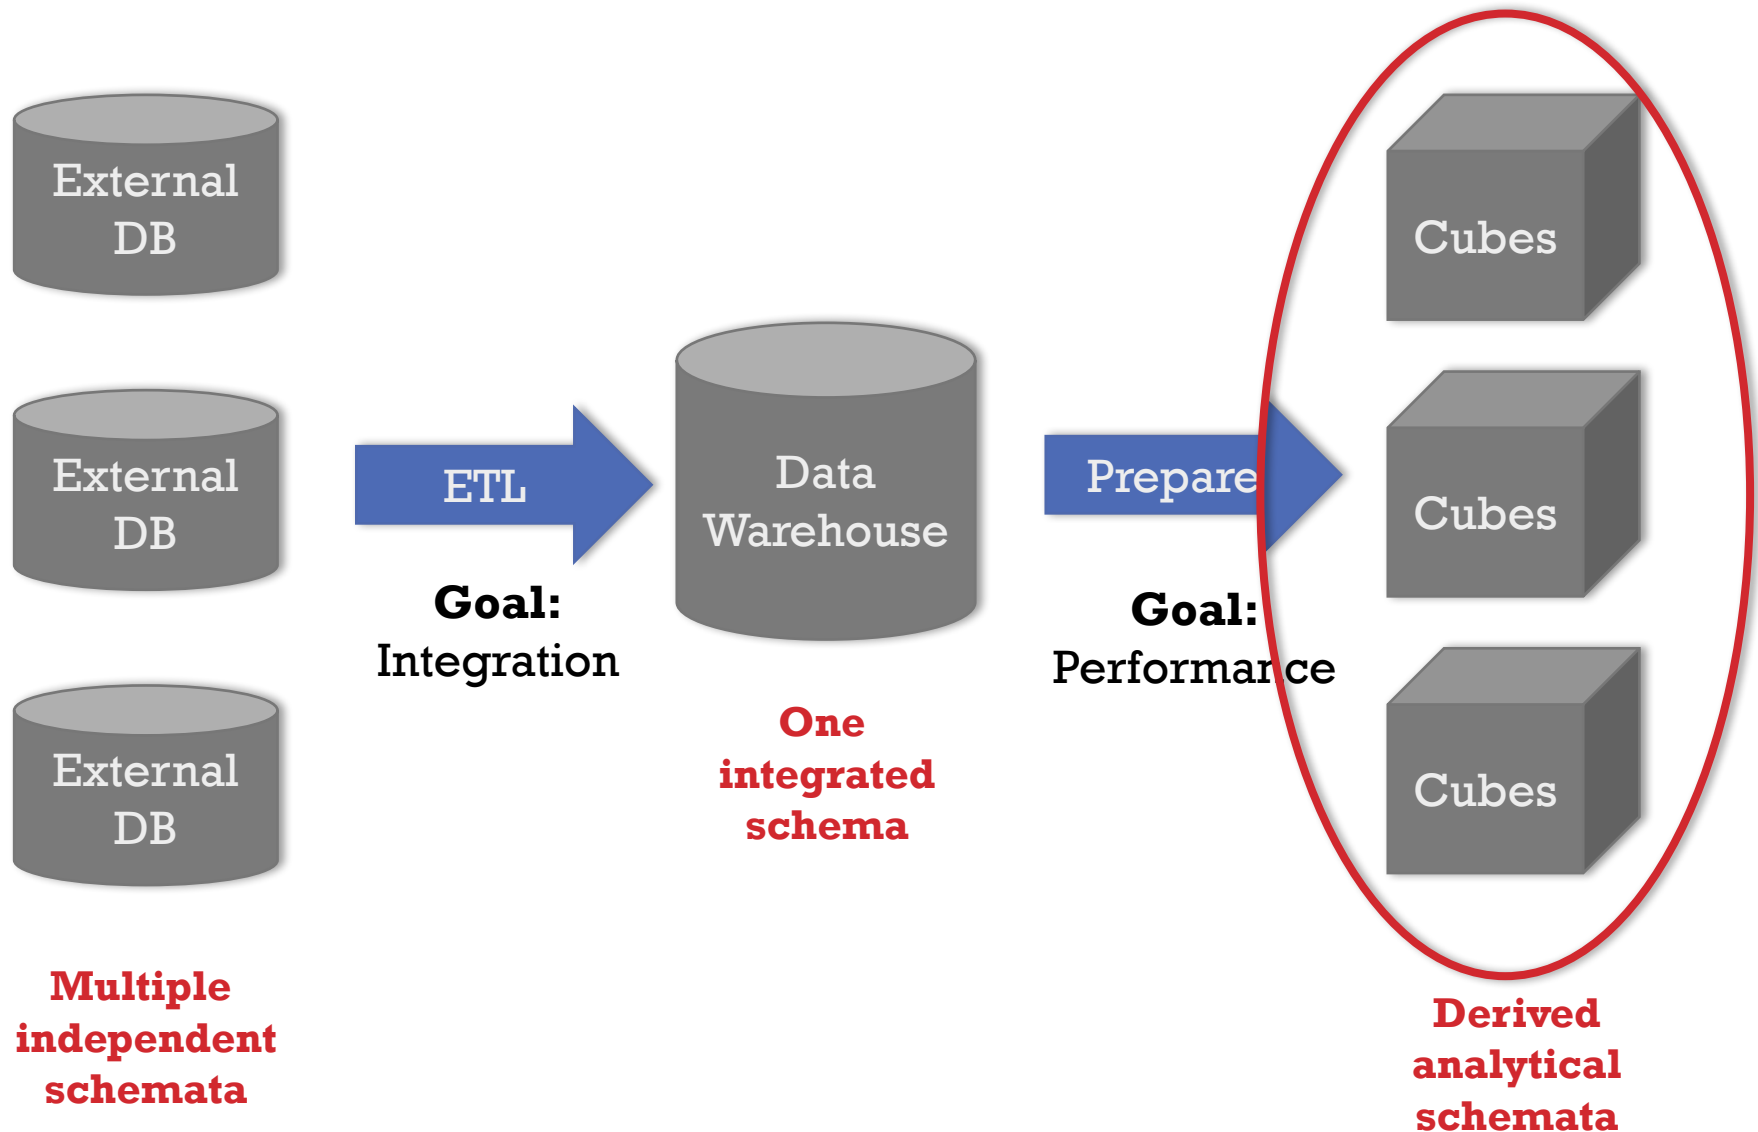 External
DB
External
DB
External
DB
Multiple
independent
schemata
ETL
Goal:
Integration
Data
Warehouse
One
integrated
schema
Prepare
Goal:
Performance
Cubes
Cubes
Cubes
Derived
analytical
schemata